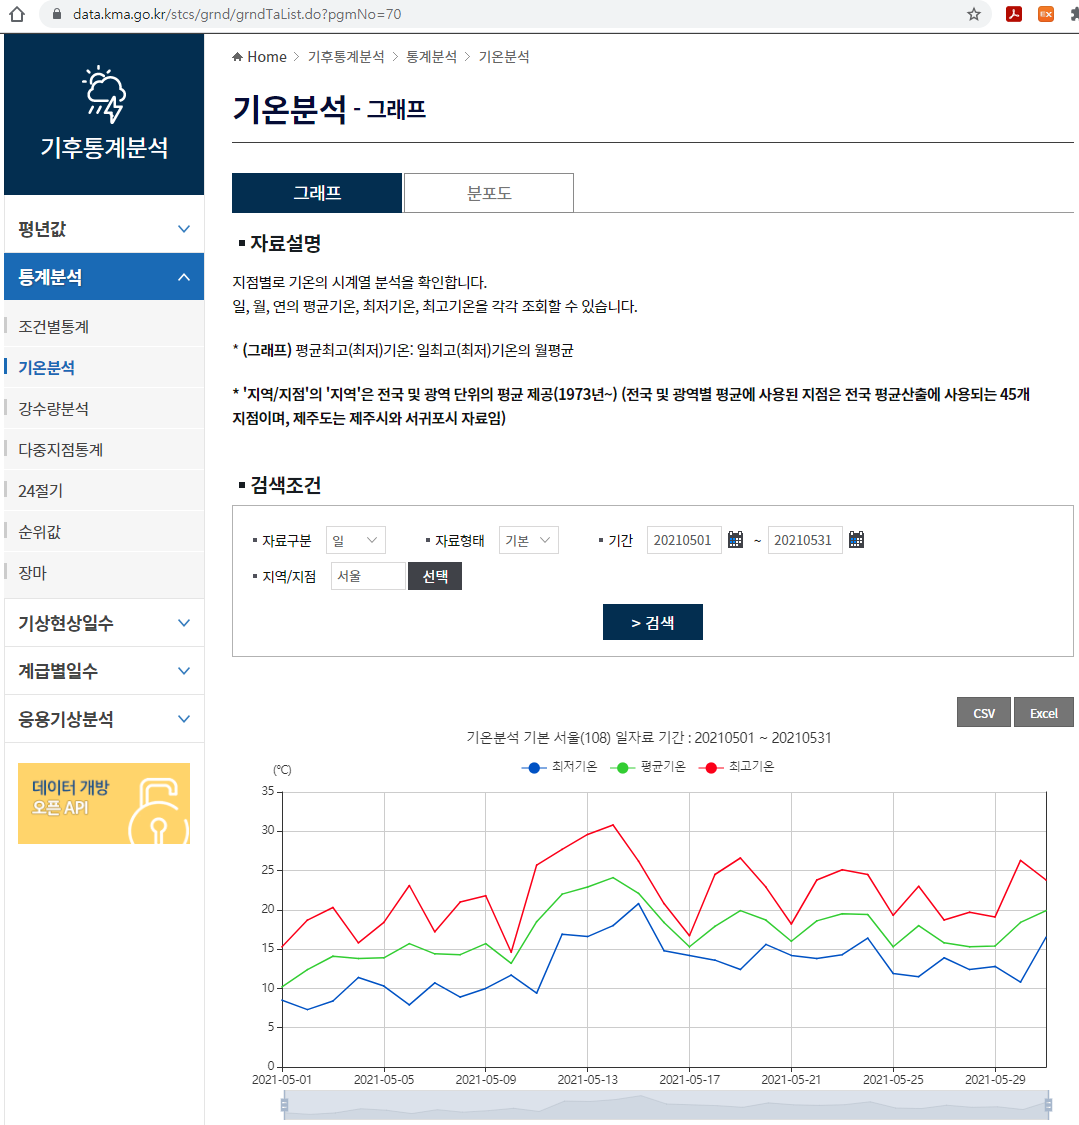 data.kma.go.kr/stcs/grnd/grndTaList.do?pgmNo=70
EX
기후통계분석
평년값
통계분석
조건별통계
기온분석
강수량분석
다중지점통계
24절기
순위값
장마
기상현상일수
계급별일수
응용기상분석
데이터 개방
오픈 API
Home > 기후통계분석 > 통계분석 > 기온분석
기온분석 - 그래프
그래프 분포도
자료설명
지점별로 기온의 시계열 분석을 확인합니다.
일, 월, 연의 평균기온, 최저기온, 최고기온을 각각 조회할 수 있습니다.
* (그래프) 평균최고(최저)기온: 일최고(최저)기온의 월평균
* '지역/지점'의 '지역'은 전국 및 광역 단위의 평균 제공(1973년~) (전국 및 광역별 평균에 사용된 지점은 전국 평균산출에 사용되는 45개
지점이며, 제주도는 제주시와 서귀포시 자료임)
검색조건
자료구분 일 자료형태 기본 기간 20210501 ~ 20210531
지역/지점 서울 선택
> 검색
CSV Excel
기온분석 기본 서울(108) 일자료 기간 : 20210501 ~ 20210531
최저기온 평균기온 최고기온
(℃)
35
30
25
20
15
10
5
0
2021-05-01 2021-05-05 2021-05-09 2021-05-13 2021-05-17 2021-05-21 2021-05-25 2021-05-29